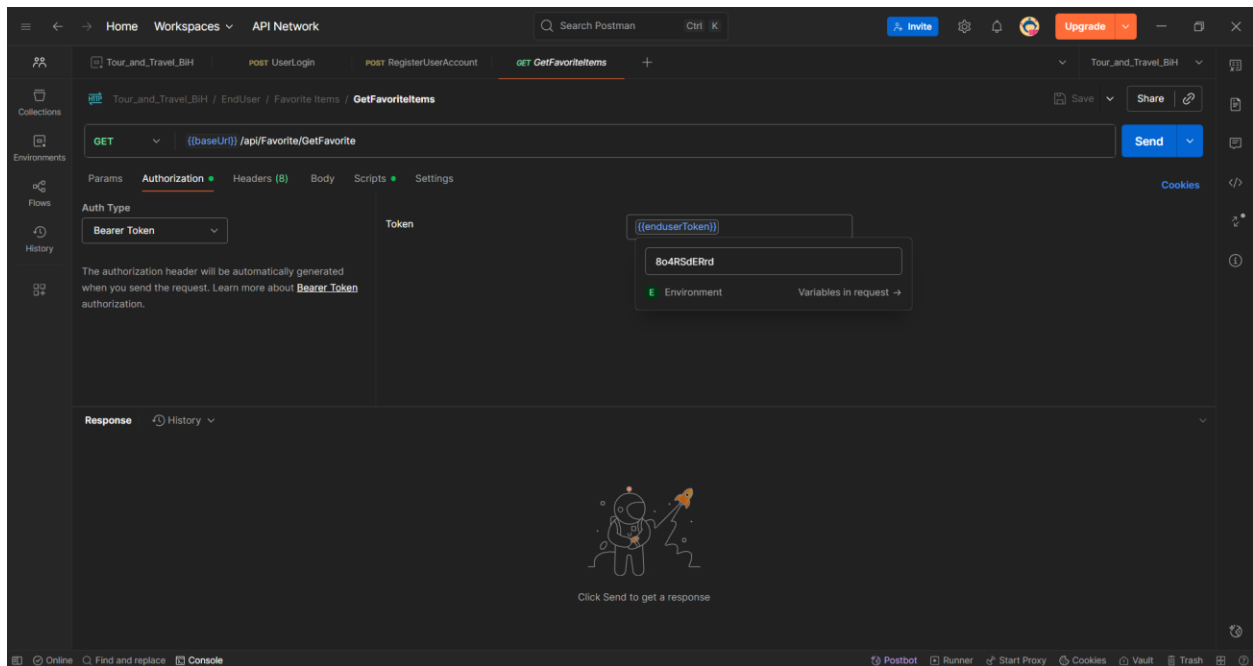 Home Workspaces API Network Search Postman Ctrl K Invite Upgrade
Tour_and_Travel_BiH POST UserLogin POST RegisterUserAccount GET GetFavoriteItems Tour_and_Travel_BiH
Collections
Environments
Flows
History
HTTP Tour_and_Travel_BiH / EndUser / Favorite Items / GetFavoriteItems Save Share
GET {{baseUrl}} /api/Favorite/GetFavorite Send
Params Authorization Headers (8) Body Scripts Settings Cookies
Auth Type
Bearer Token
The authorization header will be automatically generated
when you send the request. Learn more about Bearer Token
authorization.
Token {{enduserToken}}
8o4RSdERrd
E Environment Variables in request →
Response History
Click Send to get a response
Online Find and replace Console Postbot Runner Start Proxy Cookies Vault Trash